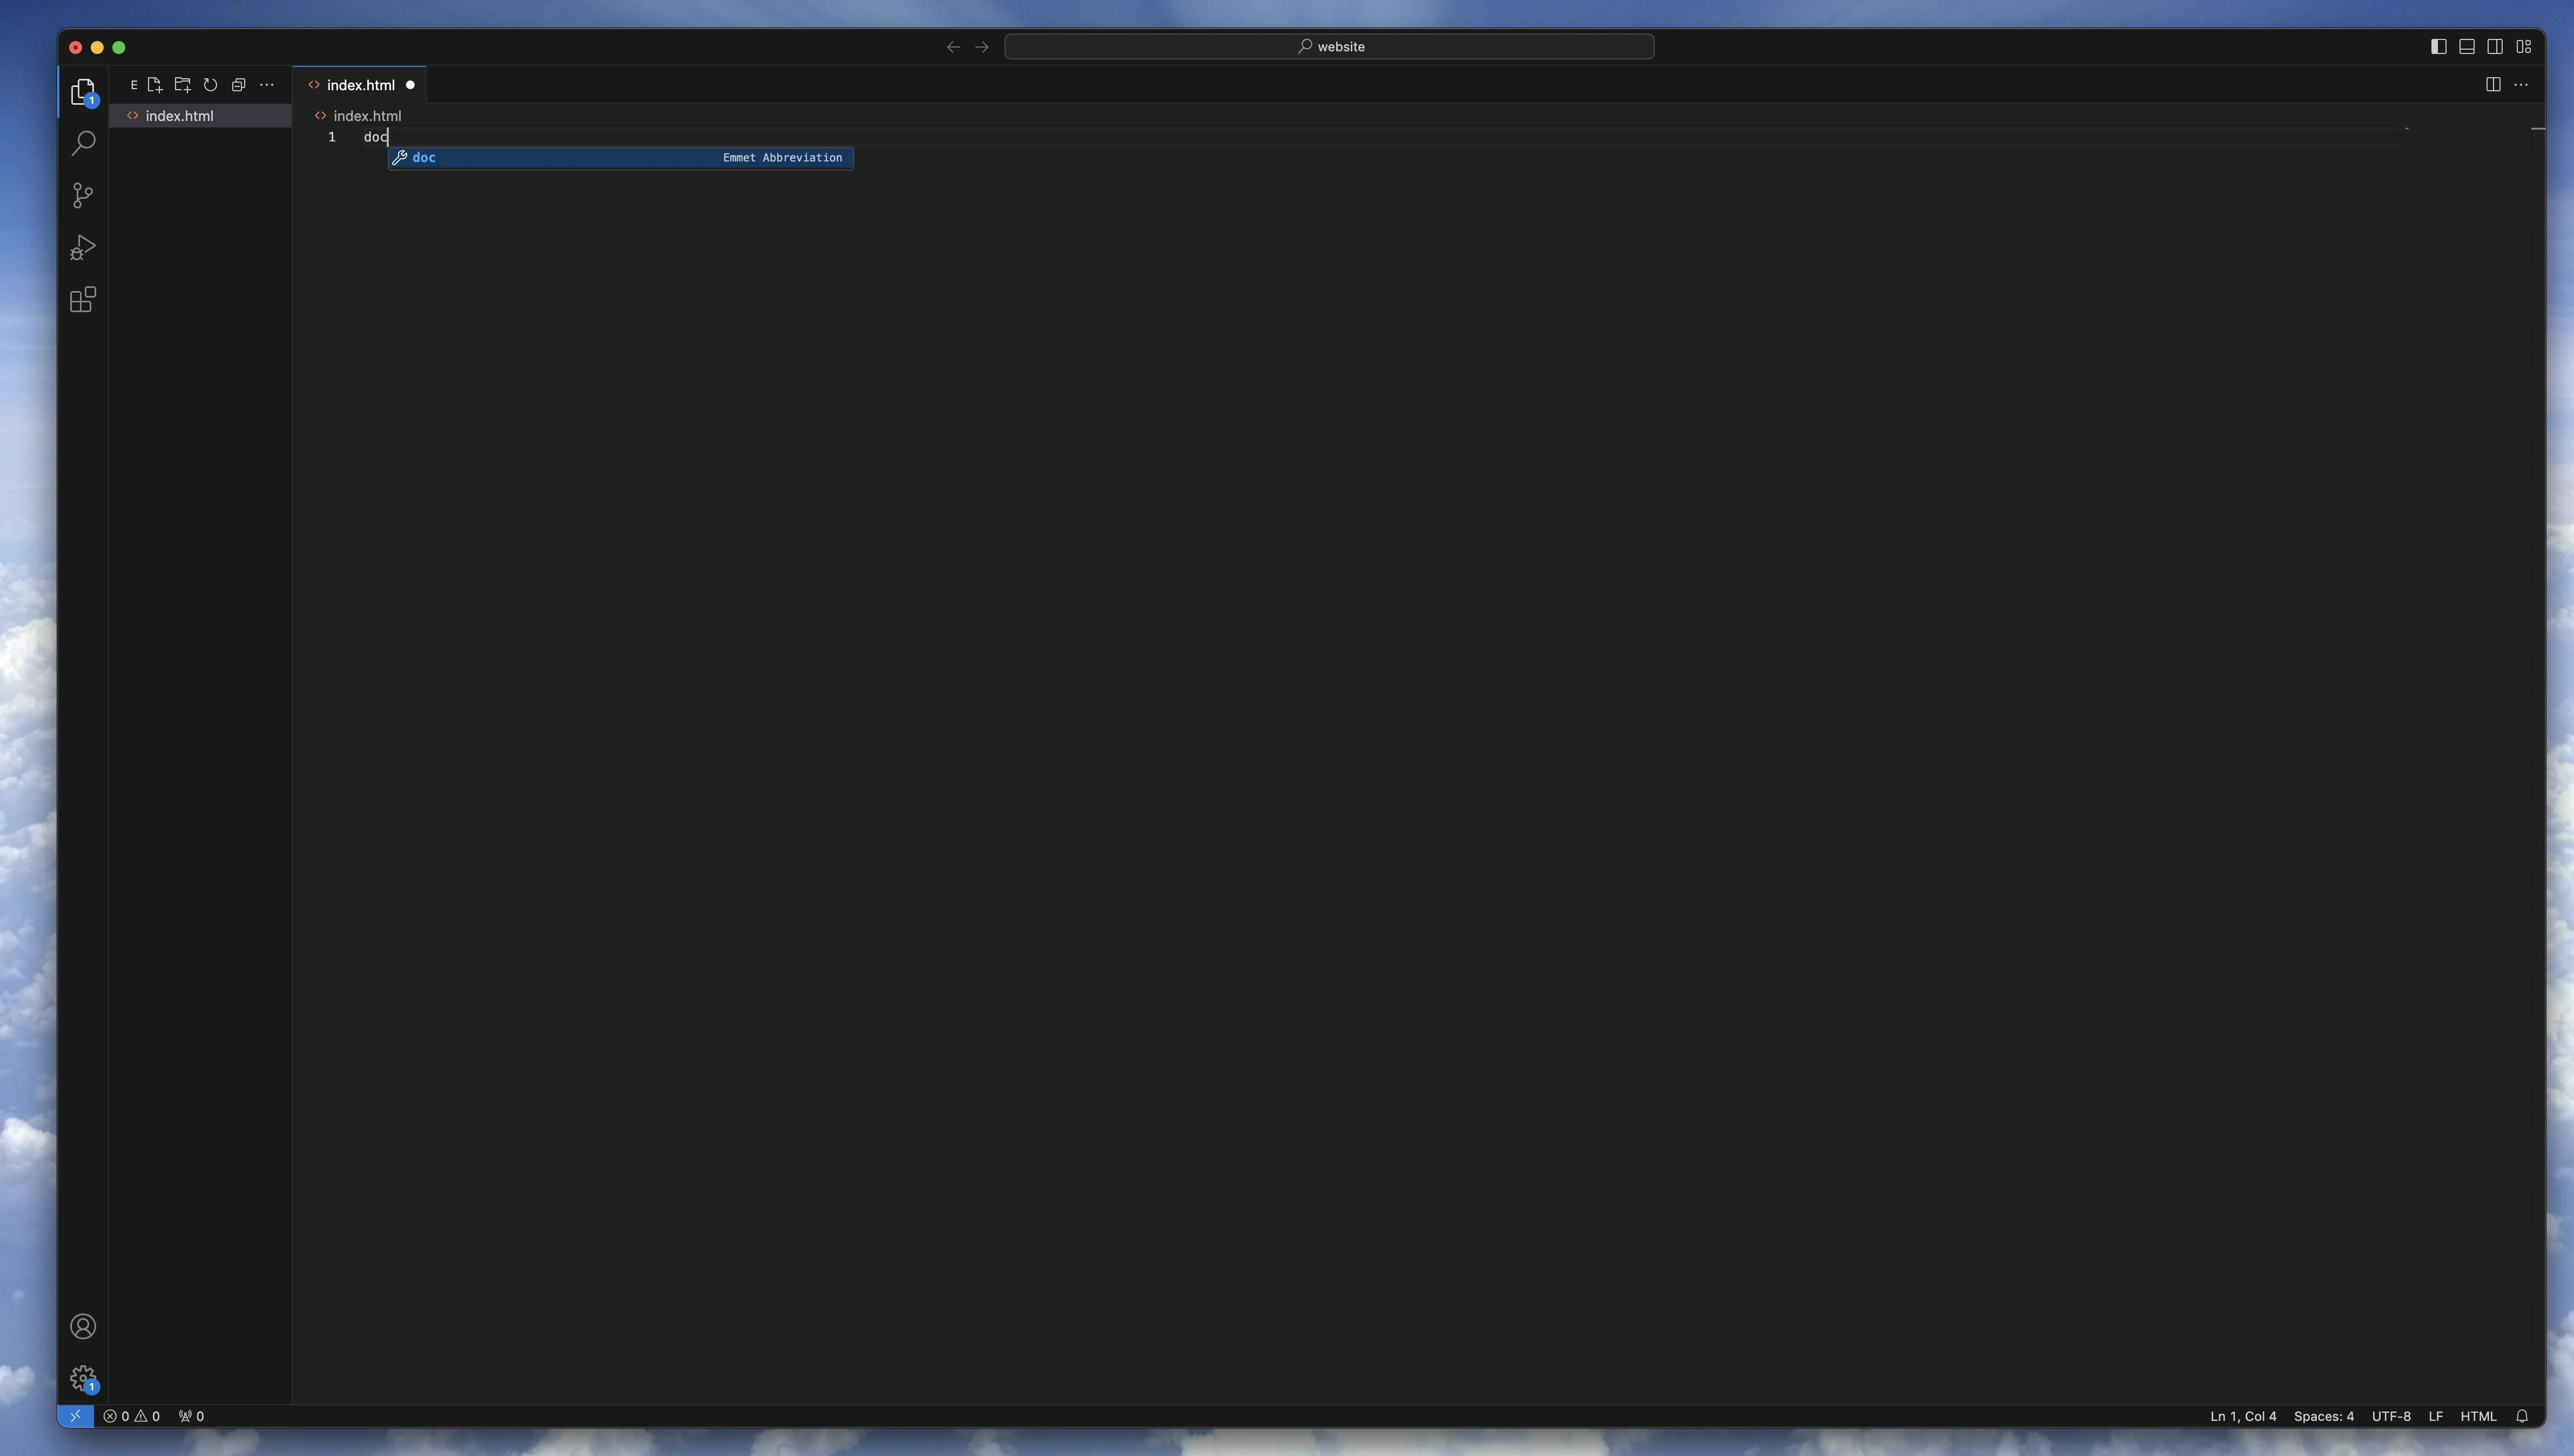 website
E
index.html
1
index.html
index.html
1 doc
doc Emmet Abbreviation
1
0 0 0
Ln 1, Col 4 Spaces: 4 UTF-8 LF HTML